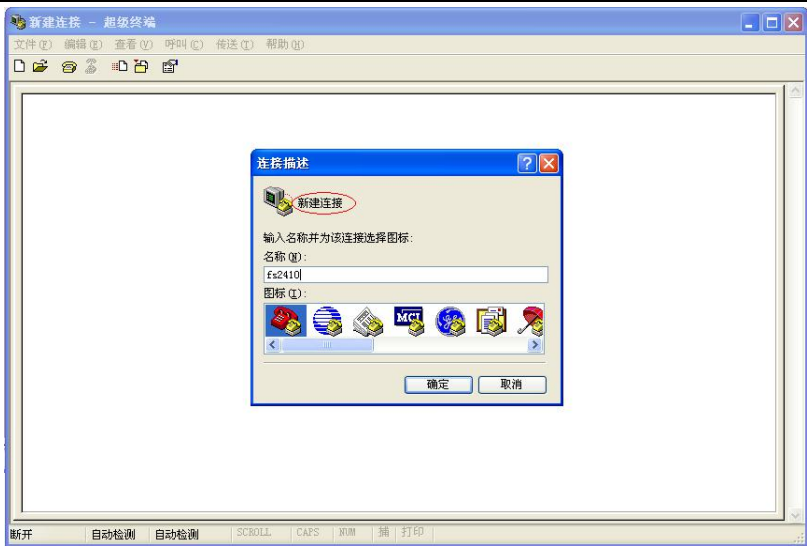 新建连接 - 超级终端
文件(F) 编辑(E) 查看(V) 呼叫(C) 传送(T) 帮助(H)
连接描述
新建连接
输入名称并为该连接选择图标:
名称(N):
fs2410
图标(I):
MCI
确定 取消
断开 自动检测 自动检测 SCROLL CAPS NUM 捕 打印